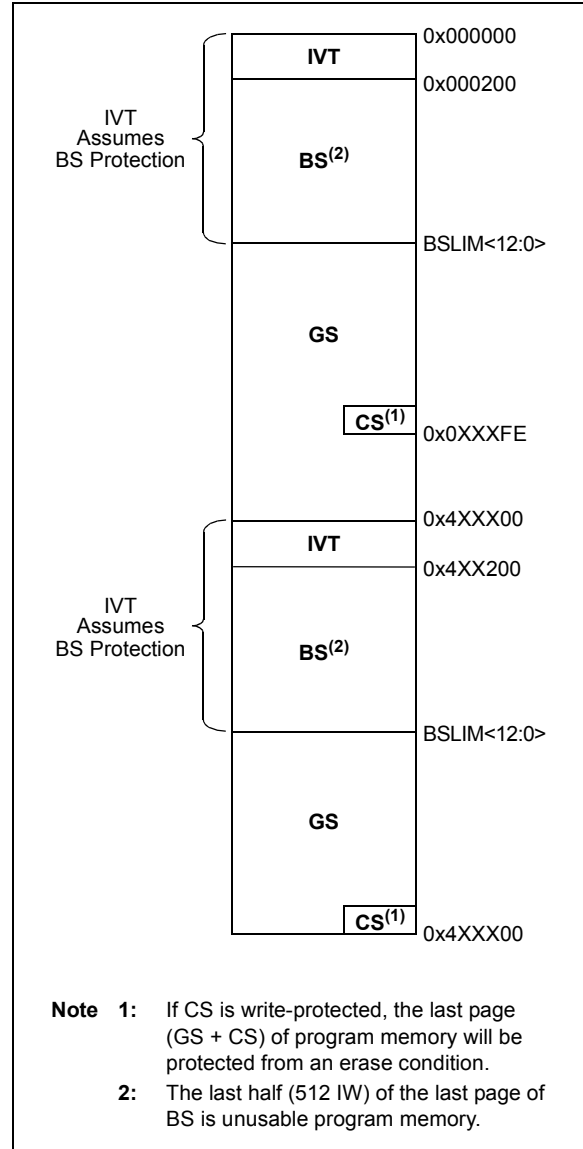 0x000000
IVT
0x000200
IVT
Assumes
BS Protection
BS(2)
BSLIM<12:0>
GS
CS(1)
0x0XXXFE
0x4XXX00
IVT
0x4XX200
IVT
Assumes
BS Protection
BS(2)
BSLIM<12:0>
GS
CS(1)
0x4XXX00
Note 1: If CS is write-protected, the last page
(GS + CS) of program memory will be
protected from an erase condition.
2: The last half (512 IW) of the last page of
BS is unusable program memory.